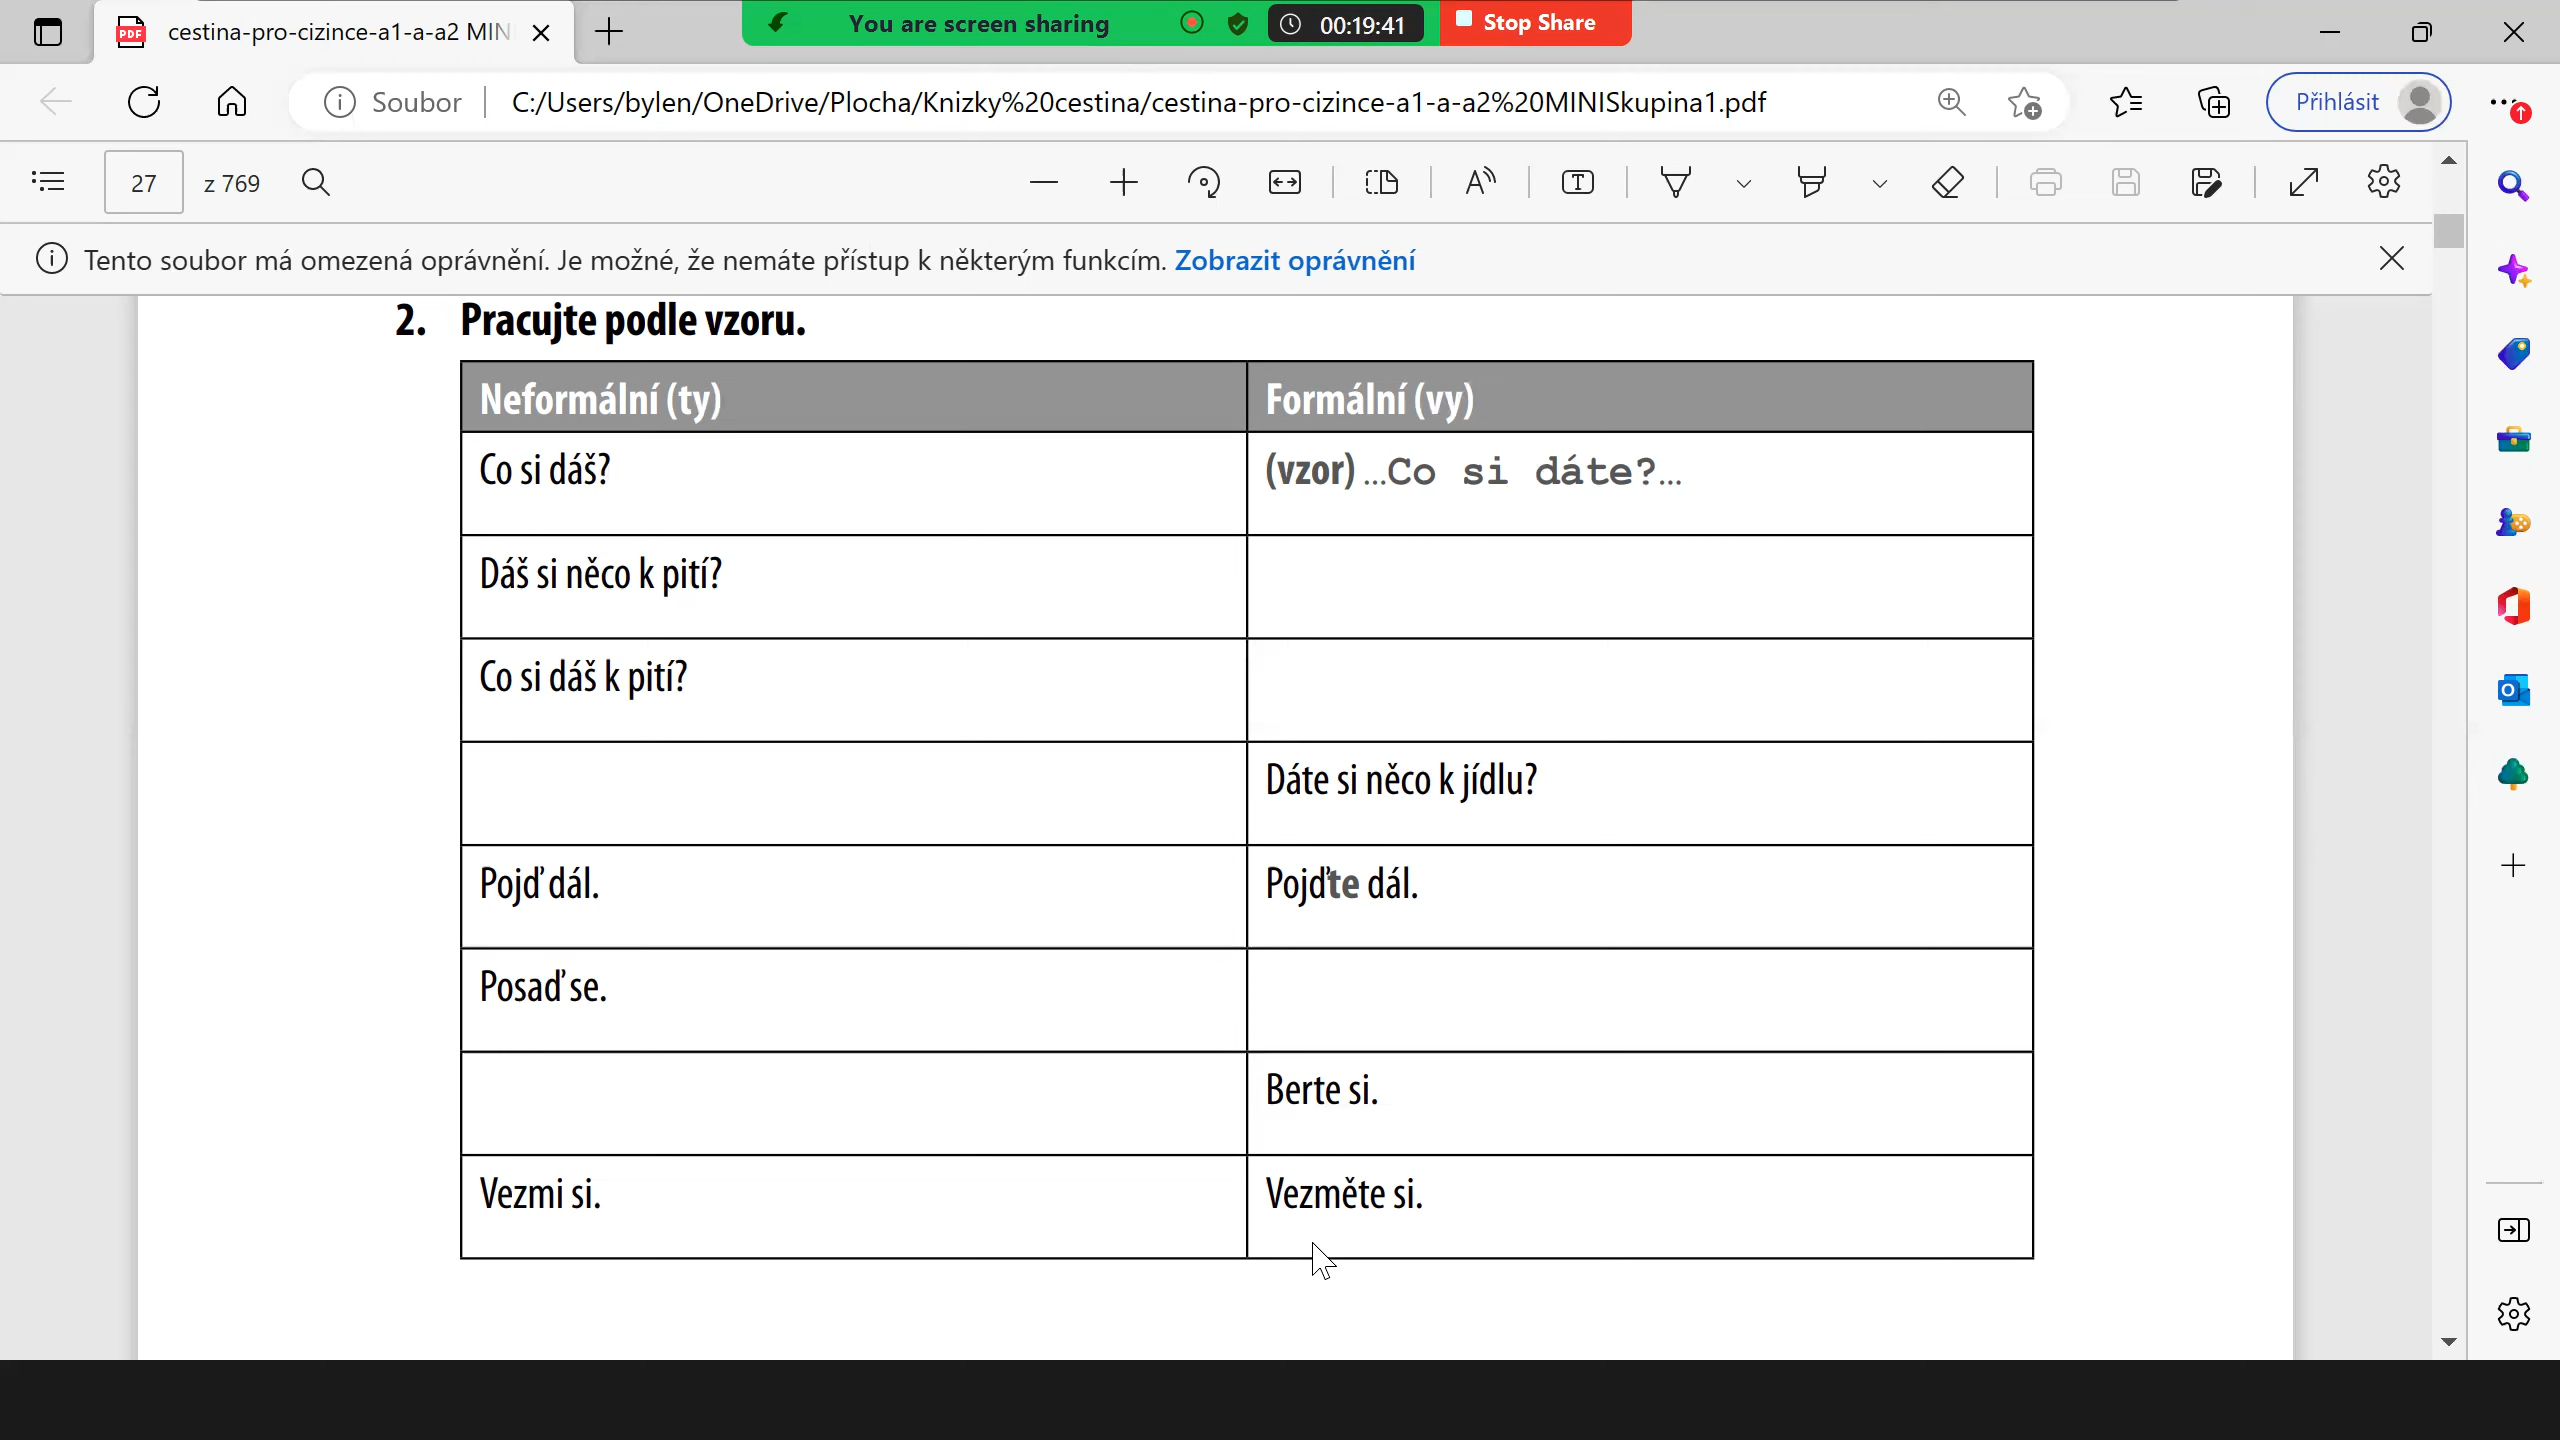 cestina-pro-cizince-a1-a-a2 MIN
You are screen sharing
00:19:41
Stop Share
Soubor
C:/Users/bylen/OneDrive/Plocha/Knizky%20cestina/cestina-pro-cizince-a1-a-a2%20MINISkupina1.pdf
Přihlásit
27 z 769
Tento soubor má omezená oprávnění. Je možné, že nemáte přístup k některým funkcím. Zobrazit oprávnění
2. Pracujte podle vzoru.
Neformální (ty) Formální (vy)
Co si dáš? (vzor) ...Co si dáte?...
Dáš si něco k pití?
Co si dáš k pití?
Dáte si něco k jídlu?
Pojď dál. Pojďte dál.
Posaď se.
Berte si.
Vezmi si. Vezměte si.